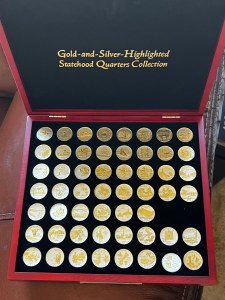 Gold-and-Silver-Highlighted
Statehood Quarters Collection